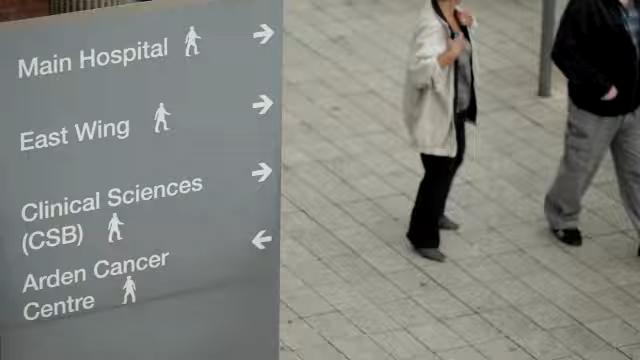 Main Hospital
East Wing
Clinical Sciences
(CSB)
Arden Cancer
Centre